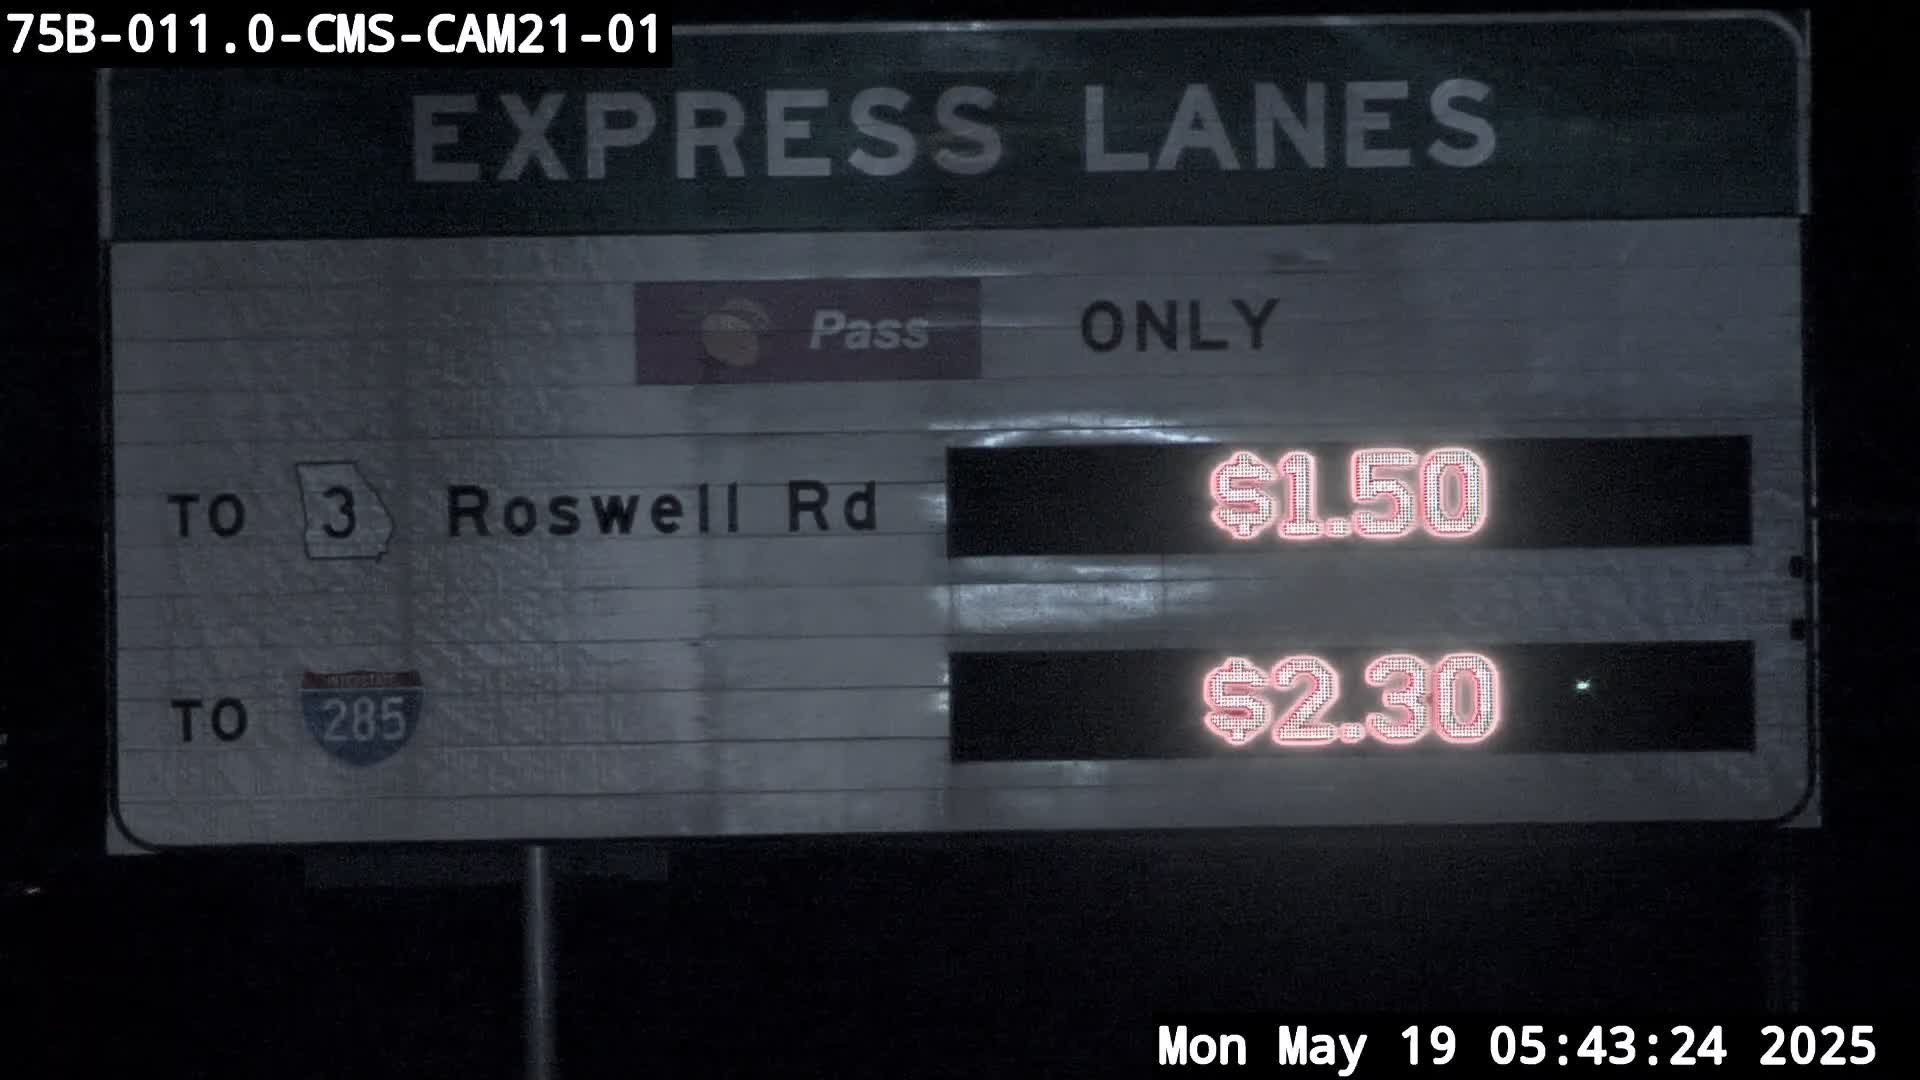 75B-011.0-CMS-CAM21-01
EXPRESS LANES
Pass ONLY
TO 3 Roswell Rd $1.50
INTERSTATE
TO 285 $2.30
Mon May 19 05:43:24 2025